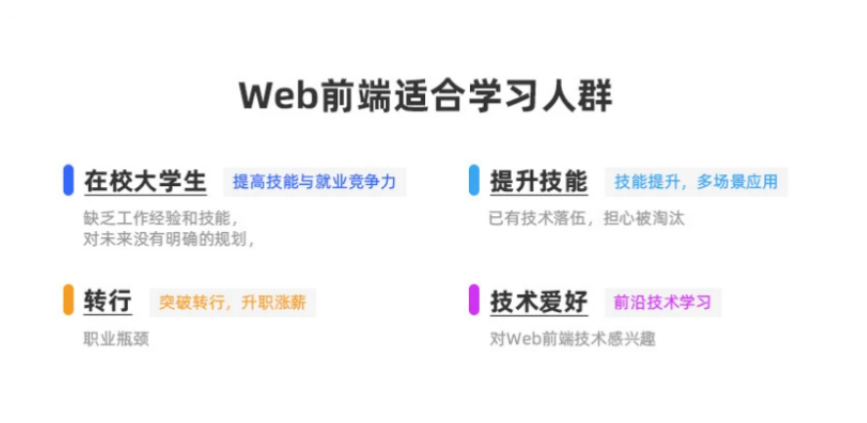 Web前端适合学习人群
在校大学生 提高技能与就业竞争力
缺乏工作经验和技能，
对未来没有明确的规划，
提升技能 技能提升，多场景应用
已有技术落伍，担心被淘汰
转行 突破转行，升职涨薪
职业瓶颈
技术爱好 前沿技术学习
对Web前端技术感兴趣